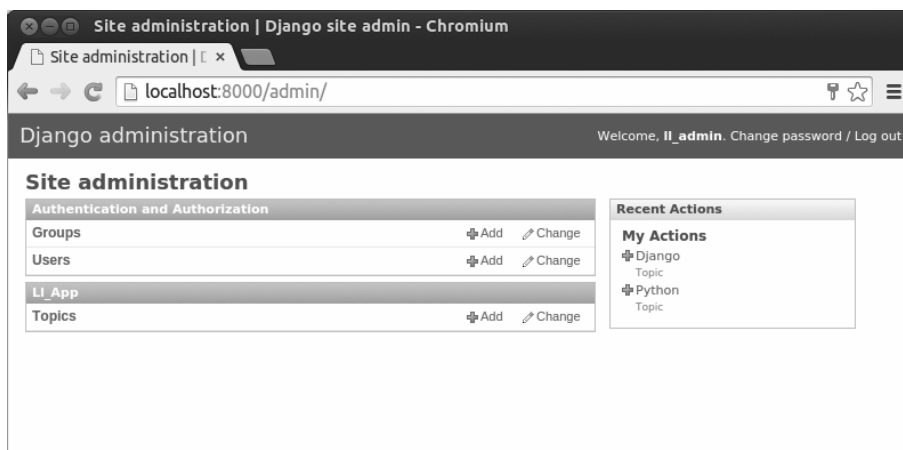 Site administration | Django site admin - Chromium
Site administration |
localhost:8000/admin/
Django administration
Welcome, ll_admin. Change password / Log out
Site administration
Authentication and Authorization
Groups Add Change
Users Add Change
Ll_App
Topics Add Change
Recent Actions
My Actions
Django
Topic
Python
Topic